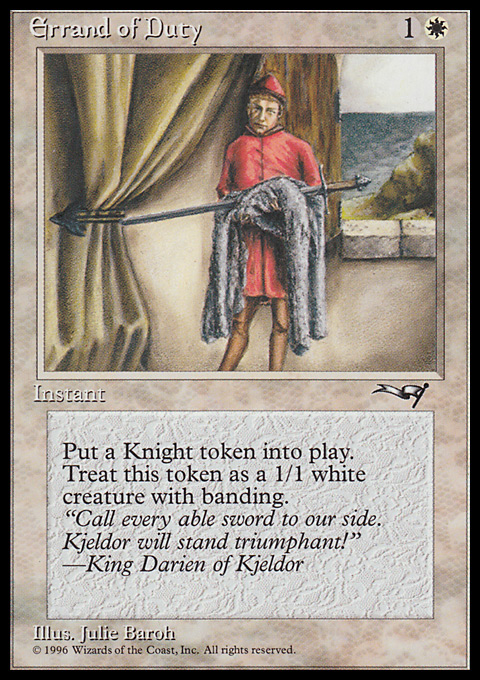 Errand of Duty 1
Instant
Put a Knight token into play.
Treat this token as a 1/1 white
creature with banding.
“Call every able sword to our side.
Kjeldor will stand triumphant!”
—King Darien of Kjeldor
Illus. Julie Baroh
© 1996 Wizards of the Coast, Inc. All rights reserved.